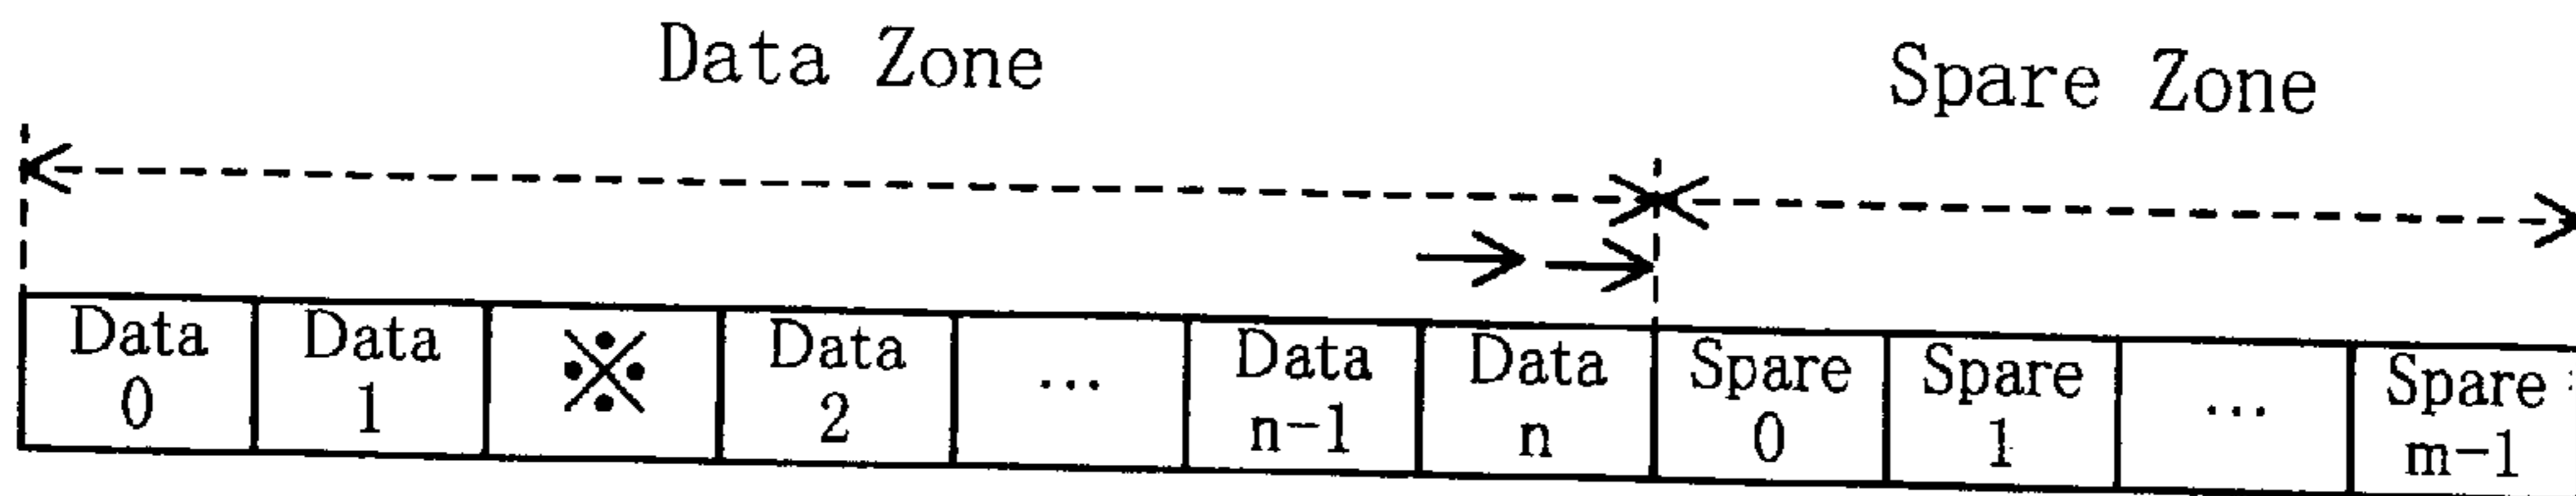 Data Zone Spare Zone
Data Data ※ Data ... Data Data Spare Spare ... Spare
0 1 2 n-1 n 0 1 m-1